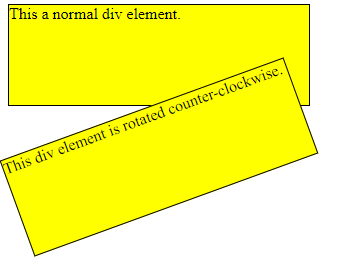 This a normal div element.
This div element is rotated counter-clockwise.